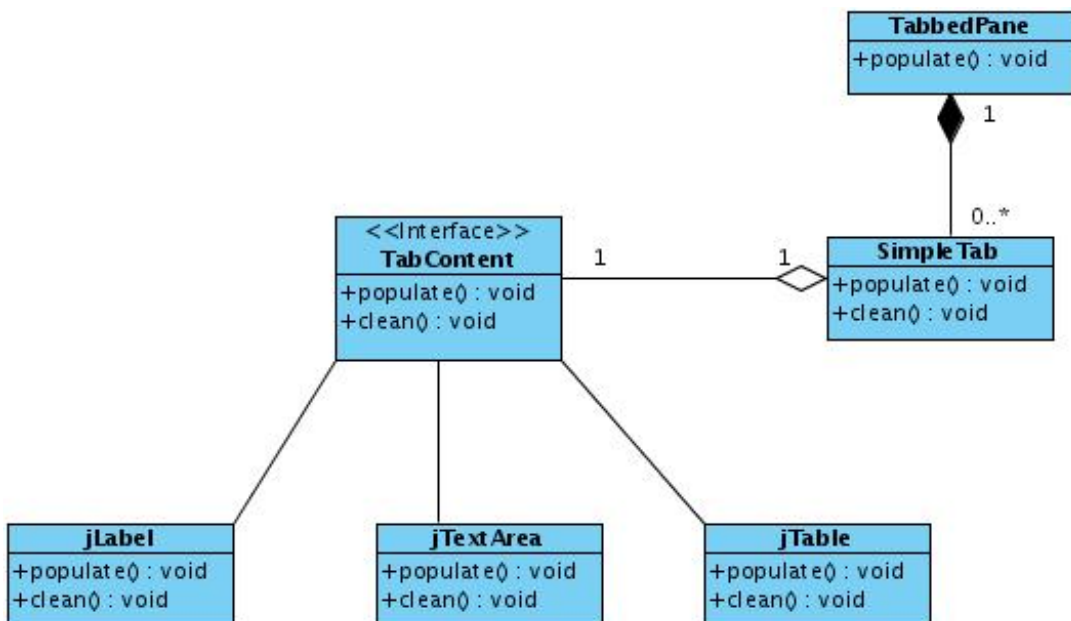 TabbedPane
+populate() : void
1
0..*
<<Interface>>
TabContent
+populate() : void
+clean() : void
1
1
SimpleTab
+populate() : void
+clean() : void
jLabel
+populate() : void
+clean() : void
jTextArea
+populate() : void
+clean() : void
jTable
+populate() : void
+clean() : void